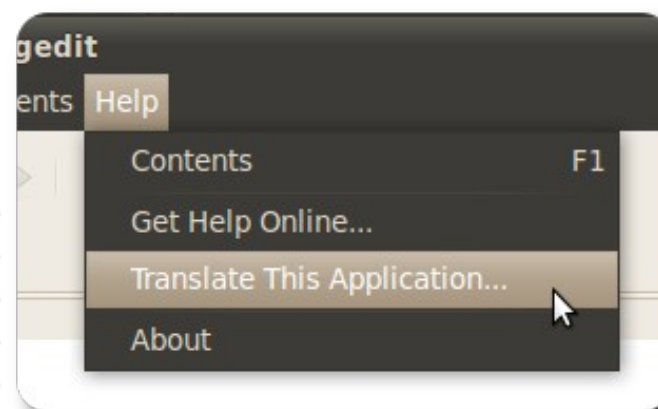 gedit
ents Help
Contents F1
Get Help Online...
Translate This Application...
About